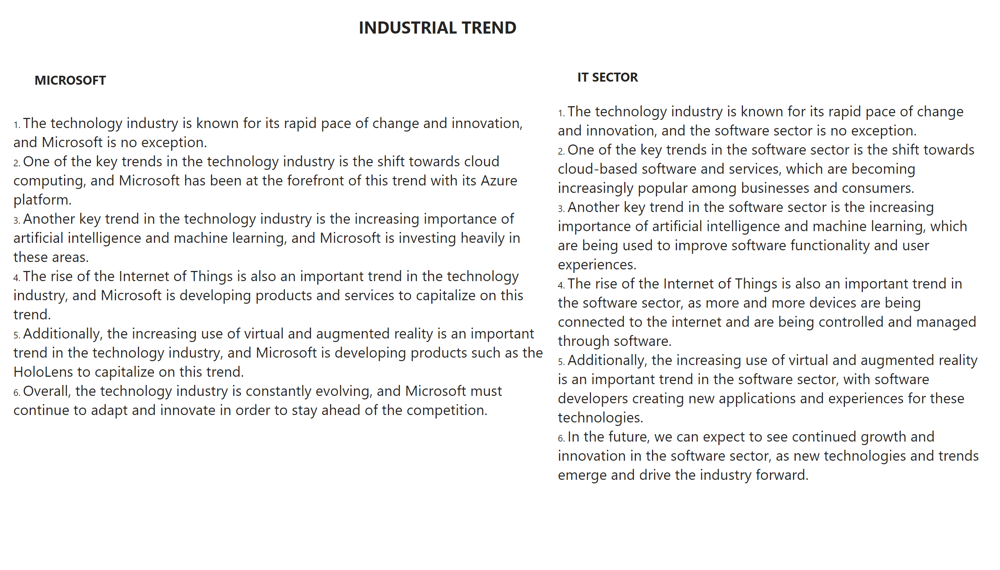 INDUSTRIAL TREND
MICROSOFT
1. The technology industry is known for its rapid pace of change and innovation,
and Microsoft is no exception.
2. One of the key trends in the technology industry is the shift towards cloud
computing, and Microsoft has been at the forefront of this trend with its Azure
platform.
3. Another key trend in the technology industry is the increasing importance of
artificial intelligence and machine learning, and Microsoft is investing heavily in
these areas.
4. The rise of the Internet of Things is also an important trend in the technology
industry, and Microsoft is developing products and services to capitalize on this
trend.
5. Additionally, the increasing use of virtual and augmented reality is an important
trend in the technology industry, and Microsoft is developing products such as the
HoloLens to capitalize on this trend.
6. Overall, the technology industry is constantly evolving, and Microsoft must
continue to adapt and innovate in order to stay ahead of the competition.
IT SECTOR
1. The technology industry is known for its rapid pace of change
and innovation, and the software sector is no exception.
2. One of the key trends in the software sector is the shift towards
cloud-based software and services, which are becoming
increasingly popular among businesses and consumers.
3. Another key trend in the software sector is the increasing
importance of artificial intelligence and machine learning, which
are being used to improve software functionality and user
experiences.
4. The rise of the Internet of Things is also an important trend in
the software sector, as more and more devices are being
connected to the internet and are being controlled and managed
through software.
5. Additionally, the increasing use of virtual and augmented reality
is an important trend in the software sector, with software
developers creating new applications and experiences for these
technologies.
6. In the future, we can expect to see continued growth and
innovation in the software sector, as new technologies and trends
emerge and drive the industry forward.